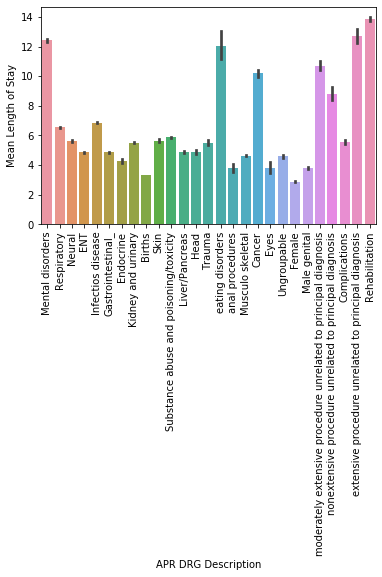 14
12
10
8
6
4
2
0
Mean Length of Stay
Mental disorders
Respiratory
Neural
ENT
Infectios disease
Gastrointestinal_
Endocrine
Kidney and urinary
Births
Skin
Substance abuse and poisoning/toxicity
Liver/Pancreas
Head
Trauma
eating disorders
anal procedures
Musculo skeletal
Cancer
Eyes
Ungroupable
Female
Male genital
moderately extensive procedure unrelated to principal diagnosis
nonextensive procedure unrelated to principal diagnosis
Complications
extensive procedure unrelated to principal diagnosis
Rehabilitation
APR DRG Description